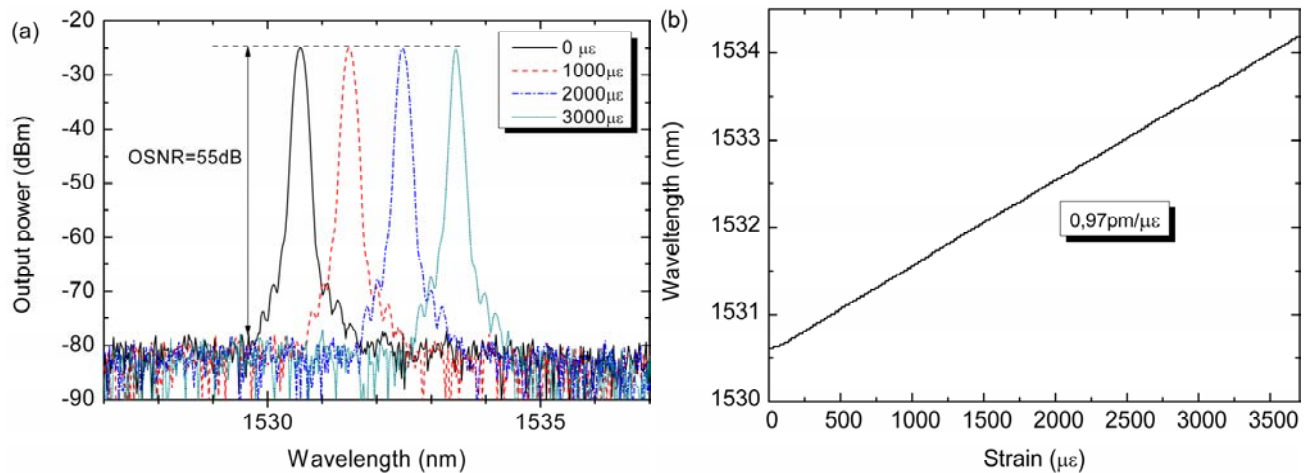 (a)
-20
-30
-40
-50
-60
-70
-80
-90
Output power (dBm)
OSNR=55dB
0 με
1000με
2000με
3000με
1530
1535
Wavelength (nm)
(b)
1534
1533
1532
1531
1530
Waveltength (nm)
0,97pm/με
0
500
1000
1500
2000
2500
3000
3500
Strain (με)